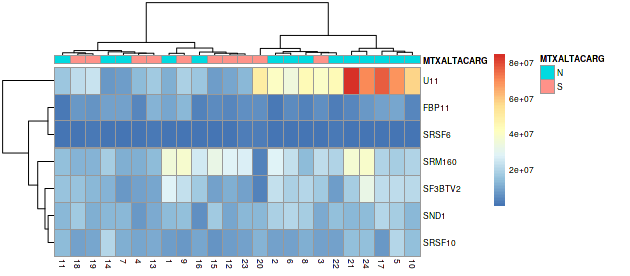 MTXALTACARG
U11
FBP11
SRSF6
SRM160
SF3BTV2
SND1
SRSF10
11 18 19 14 7 4 13 1 9 16 15 12 23 20 2 6 8 3 22 21 24 17 5 10
8e+07
6e+07
4e+07
2e+07
MTXALTACARG
N
S